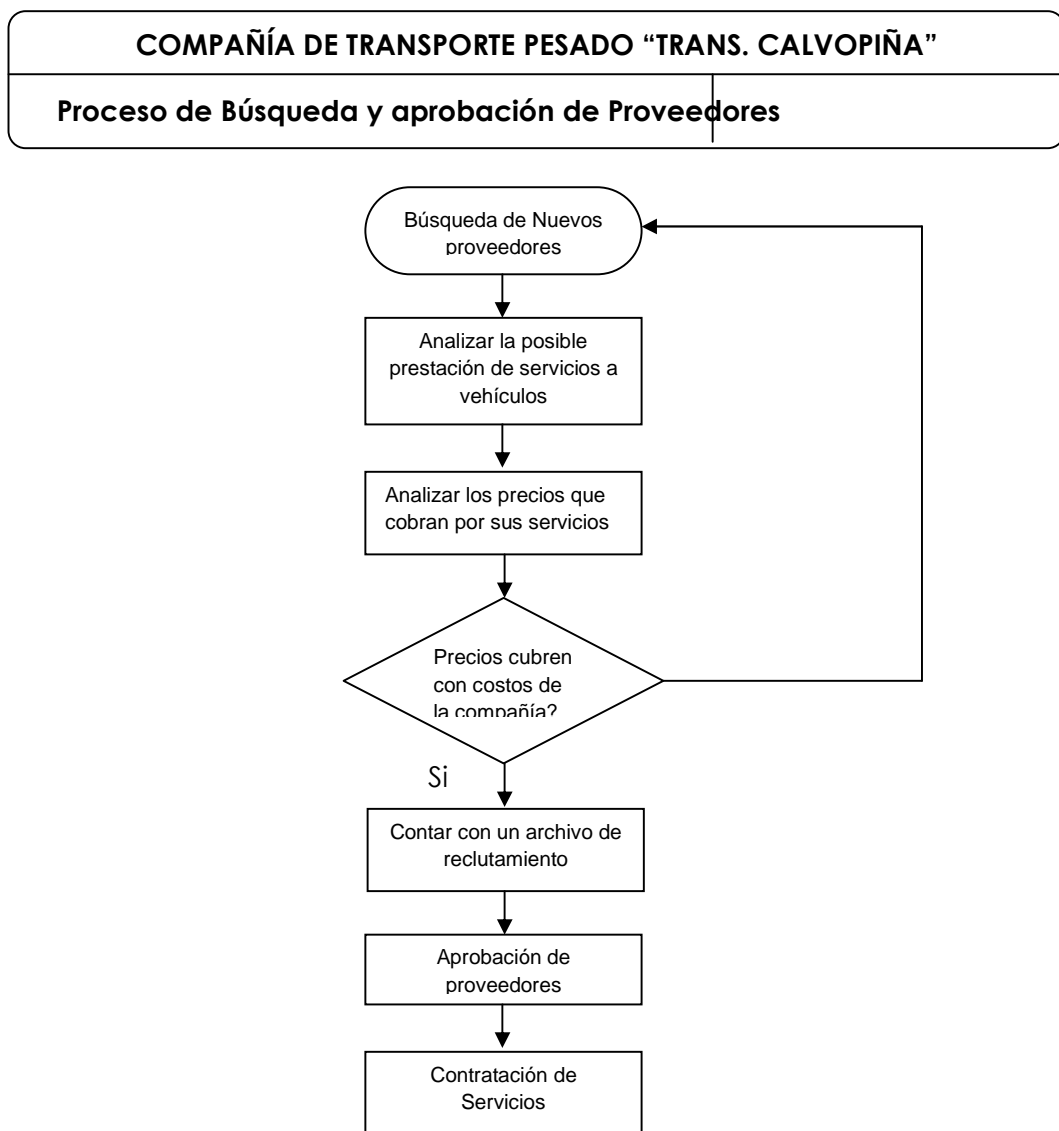 COMPAÑÍA DE TRANSPORTE PESADO “TRANS. CALVOPIÑA”
Proceso de Búsqueda y aprobación de Proveedores
Búsqueda de Nuevos
proveedores
Analizar la posible
prestación de servicios a
vehículos
Analizar los precios que
cobran por sus servicios
Precios cubren
con costos de
la compañía?
Si
Contar con un archivo de
reclutamiento
Aprobación de
proveedores
Contratación de
Servicios